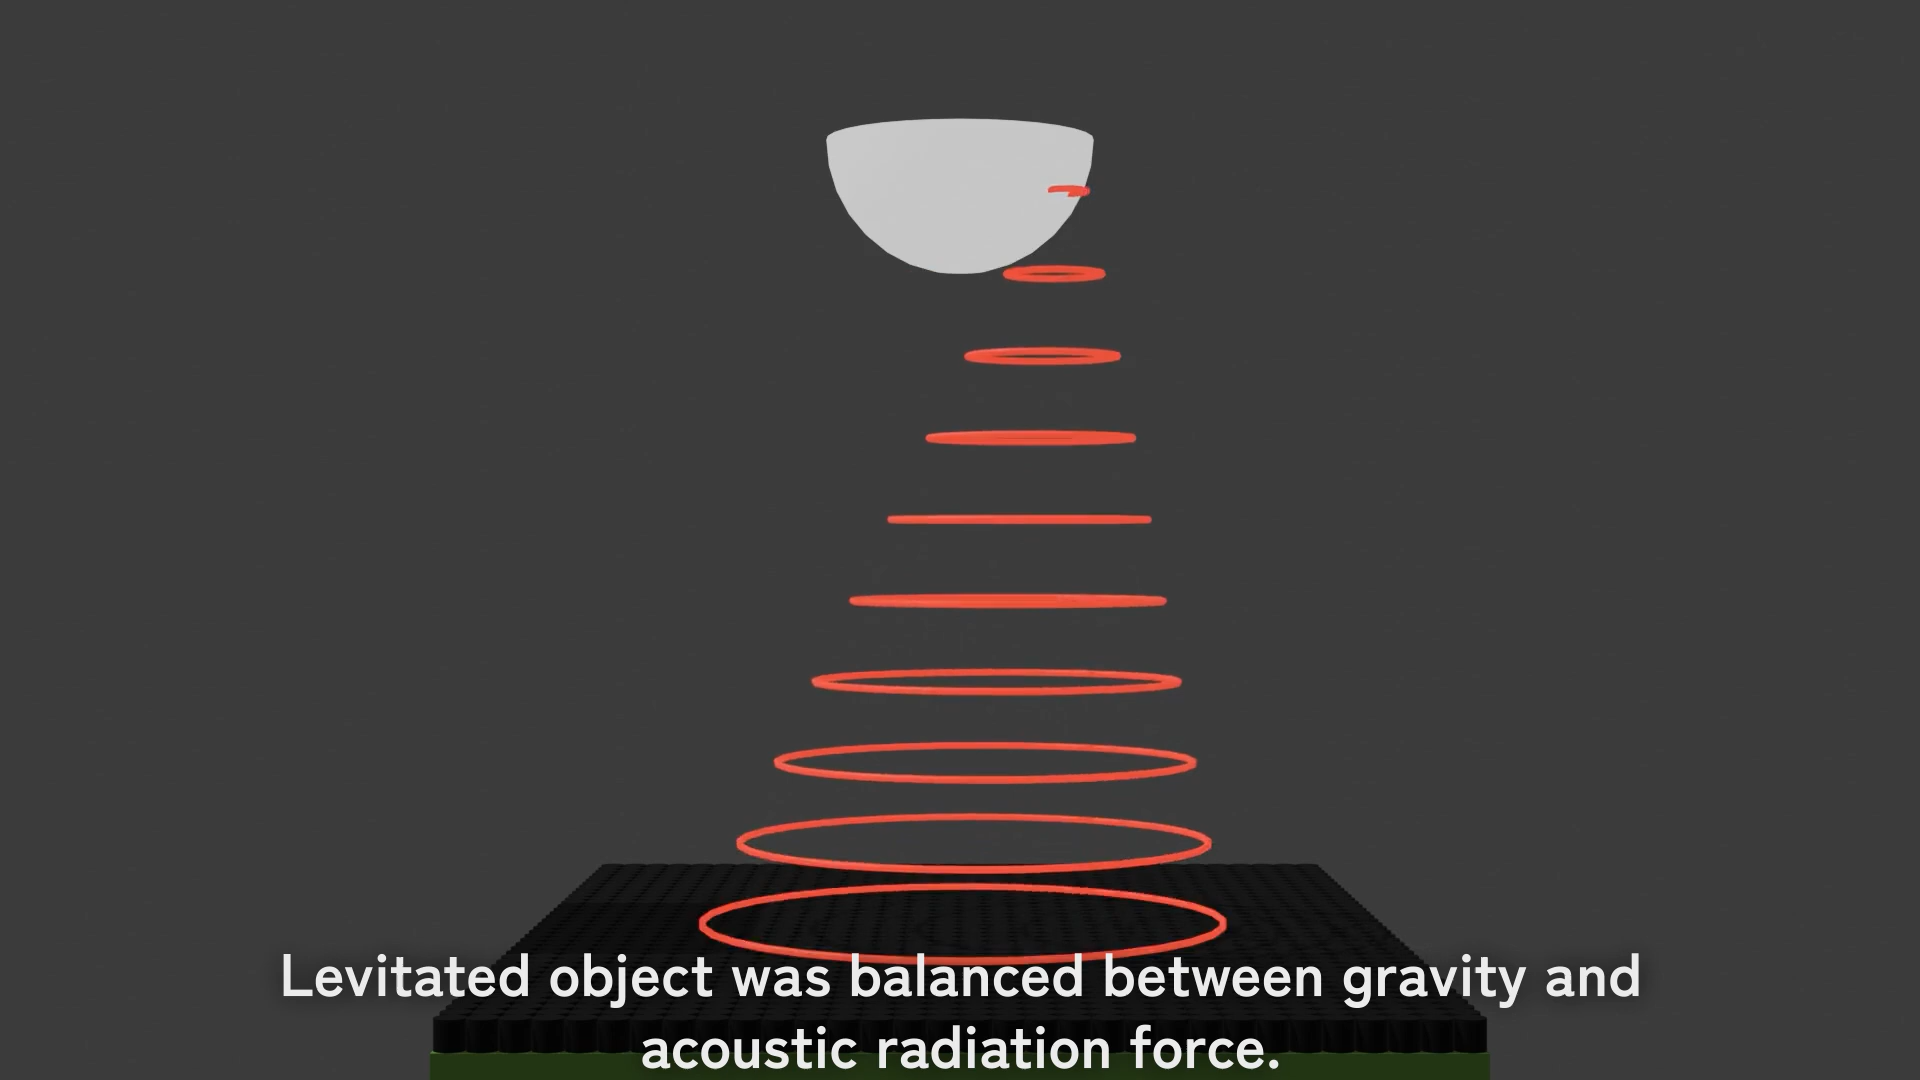 Levitated object was balanced between gravity and
acoustic radiation force.